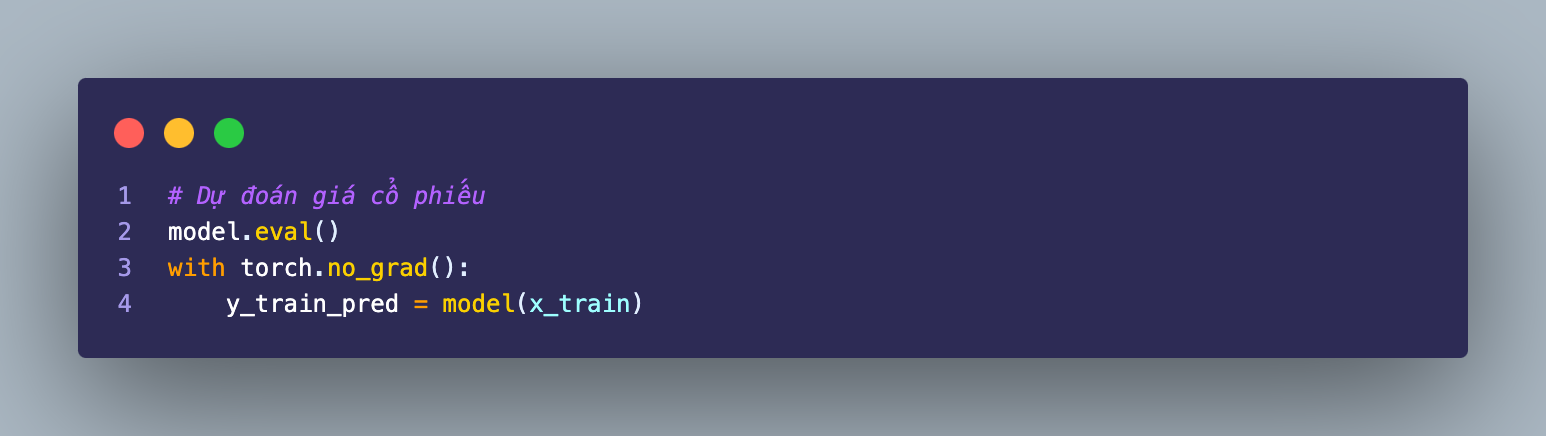 1 # Dự đoán giá cổ phiếu
2 model.eval()
3 with torch.no_grad():
4     y_train_pred = model(x_train)